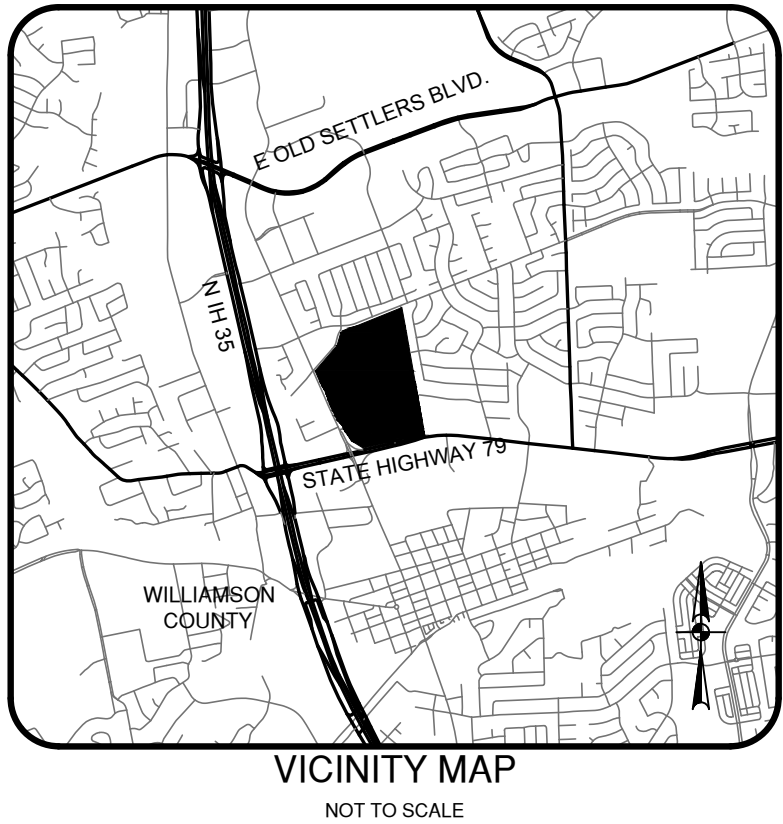 E OLD SETTLERS BLVD.
N IH 35
STATE HIGHWAY 79
WILLIAMSON
COUNTY
VICINITY MAP
NOT TO SCALE